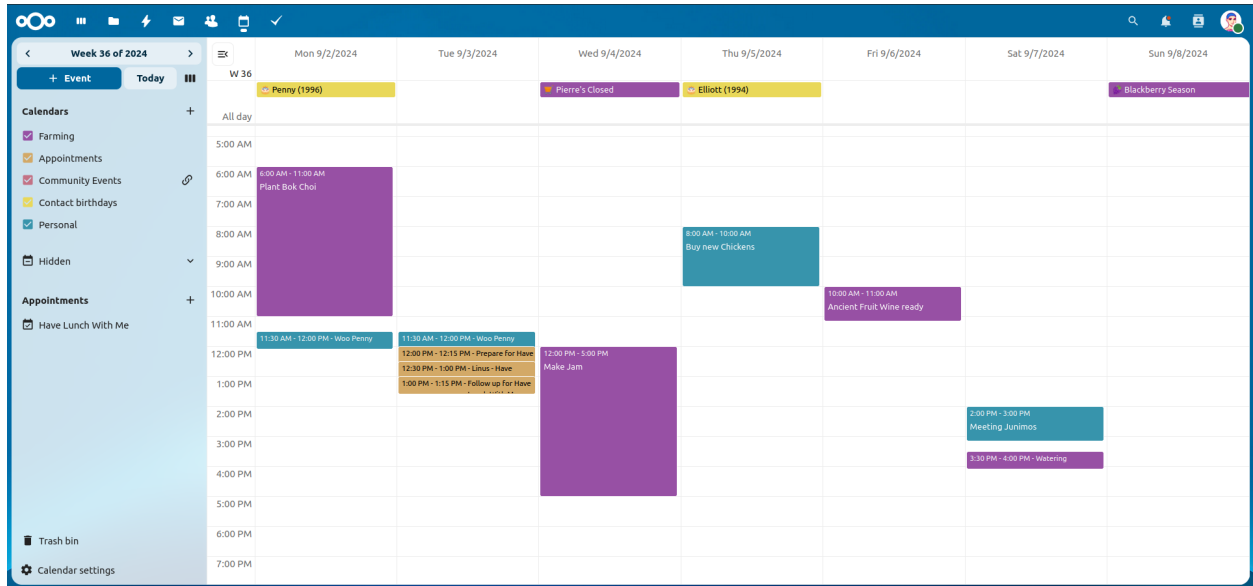 Week 36 of 2024
+ Event
Today
Calendars
Farming
Appointments
Community Events
Contact birthdays
Personal
Hidden
Appointments
Have Lunch With Me
Trash bin
Calendar settings
Mon 9/2/2024
Tue 9/3/2024
Wed 9/4/2024
Thu 9/5/2024
Fri 9/6/2024
Sat 9/7/2024
Sun 9/8/2024
W 36
All day
Penny (1996)
Pierre's Closed
Elliott (1994)
Blackberry Season
5:00 AM
6:00 AM
7:00 AM
8:00 AM
9:00 AM
10:00 AM
11:00 AM
12:00 PM
1:00 PM
2:00 PM
3:00 PM
4:00 PM
5:00 PM
6:00 PM
7:00 PM
6:00 AM - 11:00 AM
Plant Bok Choi
11:30 AM - 12:00 PM - Woo Penny
11:30 AM - 12:00 PM - Woo Penny
12:00 PM - 12:15 PM - Prepare for Have
12:30 PM - 1:00 PM - Linus - Have
1:00 PM - 1:15 PM - Follow up for Have
12:00 PM - 5:00 PM
Make Jam
8:00 AM - 10:00 AM
Buy new Chickens
10:00 AM - 11:00 AM
Ancient Fruit Wine ready
2:00 PM - 3:00 PM
Meeting Junimos
3:30 PM - 4:00 PM - Watering